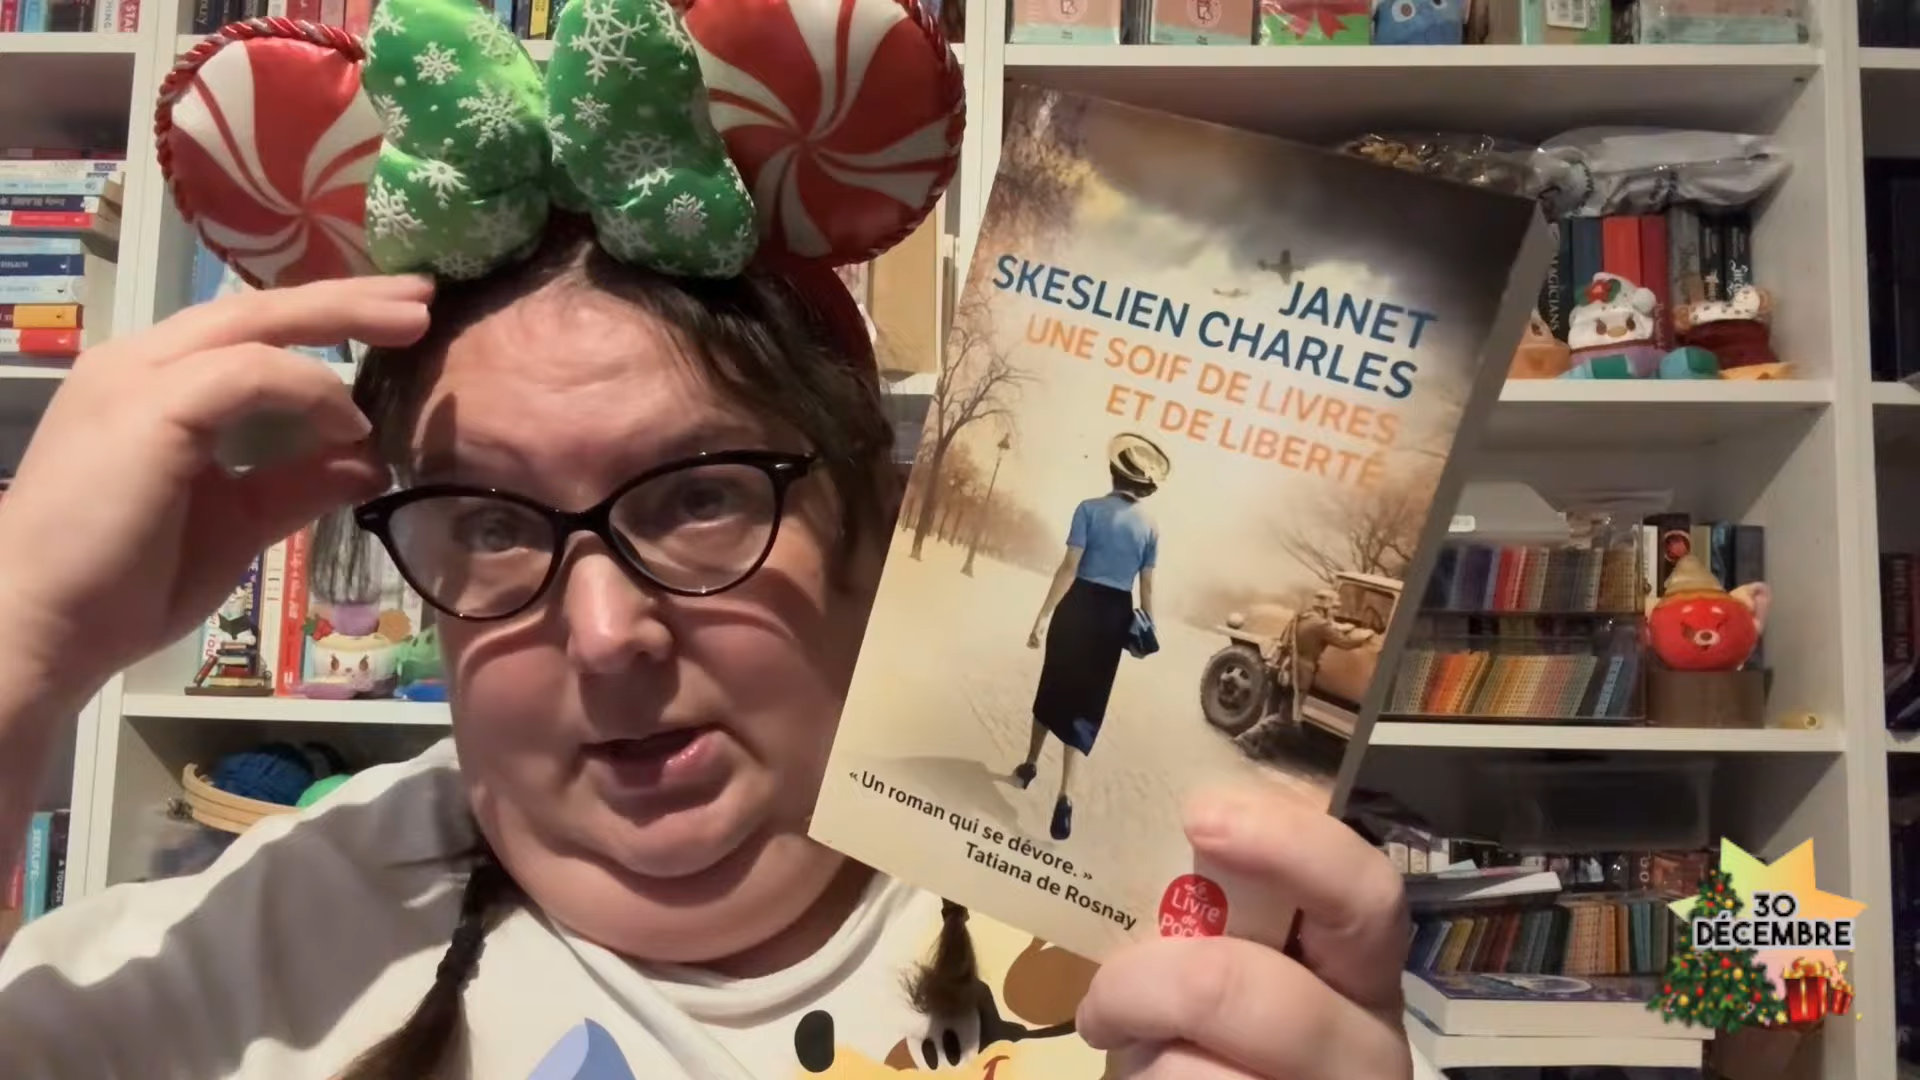 JANET
SKESLIEN CHARLES
UNE SOIF DE LIVRES
ET DE LIBERTÉ
« Un roman qui se dévore. »
Tatiana de Rosnay
Le
Livre
de
MAGICIANS
30
DÉCEMBRE